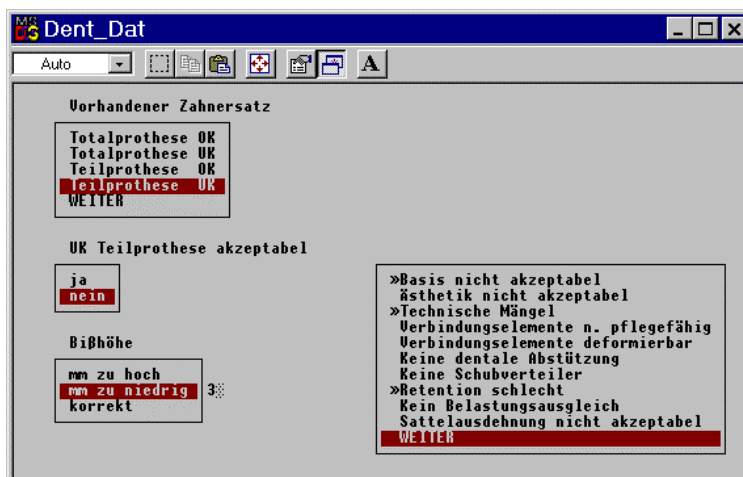 MS DOS Dent_Dat
Auto
A
Vorhandener Zahnersatz
Totalprothese OK
Totalprothese UK
Teilprothese OK
Teilprothese UK
WEITER
UK Teilprothese akzeptabel
ja
nein
Bißhöhe
mm zu hoch
mm zu niedrig 3
korrekt
»Basis nicht akzeptabel
Ästhetik nicht akzeptabel
»Technische Mängel
Verbindungselemente n. pflegefähig
Verbindungselemente deformierbar
Keine dentale Abstützung
Keine Schubverteiler
»Retention schlecht
Kein Belastungsausgleich
Sattelausdehnung nicht akzeptabel
WEITER